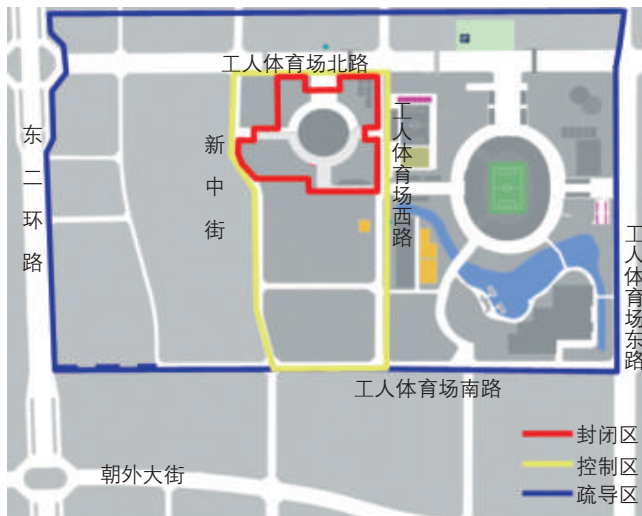 工人体育场北路
东二环路
新中街
工人体育场西路
工人体育场东路
工人体育场南路
朝外大街
封闭区
控制区
疏导区